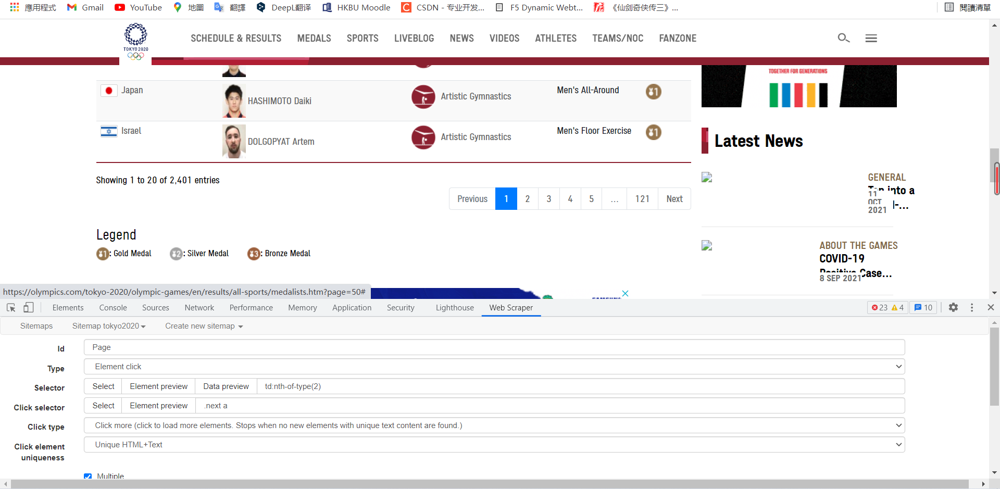 應用程式 Gmail YouTube 地圖 翻譯 DeepL翻译 HKBU Moodle CSDN - 专业开发... F5 Dynamic Webt... 《仙剑奇侠传三》... 閱讀清單
TOKYO 2020
SCHEDULE & RESULTS MEDALS SPORTS LIVEBLOG NEWS VIDEOS ATHLETES TEAMS/NOC FANZONE
TOGETHER FOR GENERATIONS
Japan HASHIMOTO Daiki Artistic Gymnastics Men's All-Around 1
Israel DOLGOPYAT Artem Artistic Gymnastics Men's Floor Exercise 1
Latest News
Showing 1 to 20 of 2,401 entries
Previous 1 2 3 4 5 ... 121 Next
GENERAL
Tap into a
11
OCT
2021
Legend
1: Gold Medal 2: Silver Medal 3: Bronze Medal
ABOUT THE GAMES
COVID-19
Positive Case...
8 SEP 2021
https://olympics.com/tokyo-2020/olympic-games/en/results/all-sports/medalists.htm?page=50#
SAMSUNG
Elements Console Sources Network Performance Memory Application Security Lighthouse Web Scraper 23 4 10
Sitemaps Sitemap tokyo2020 Create new sitemap
Id Page
Type Element click
Selector Select Element preview Data preview td:nth-of-type(2)
Click selector Select Element preview .next a
Click type Click more (click to load more elements. Stops when no new elements with unique text content are found.)
Click element uniqueness Unique HTML+Text
Multiple